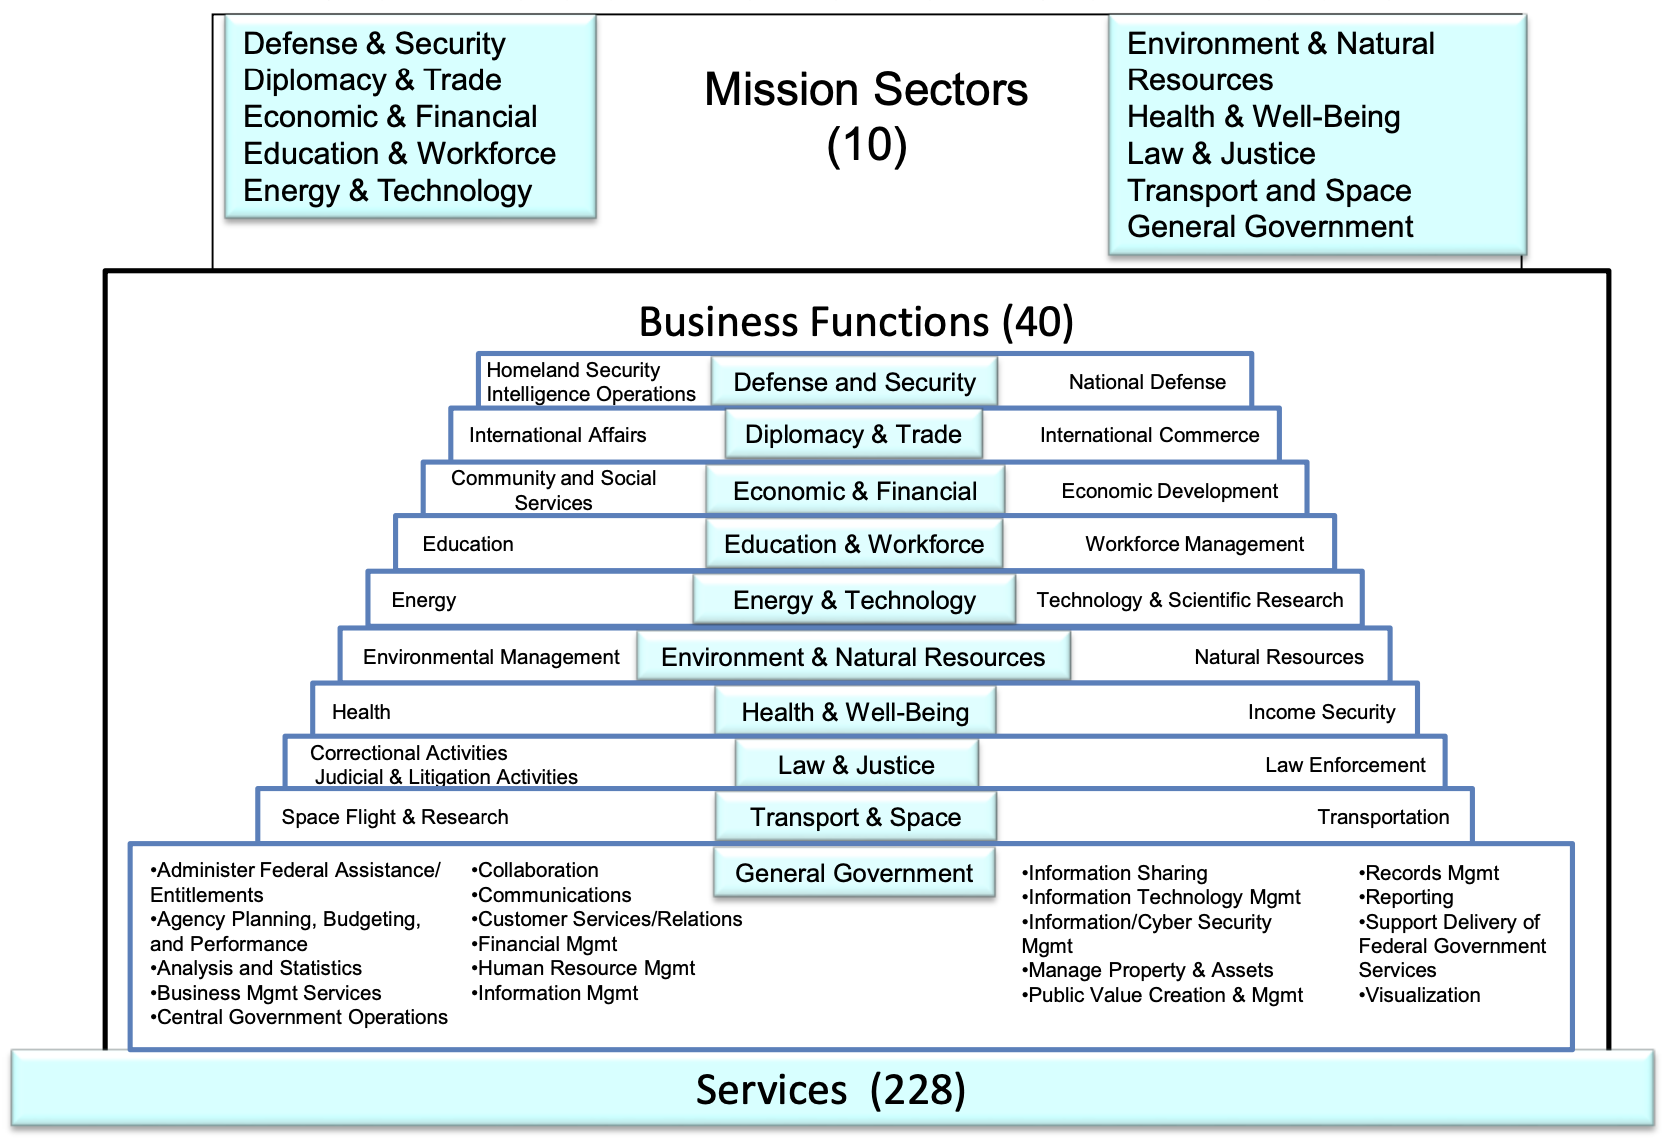 Defense & Security
Diplomacy & Trade
Economic & Financial
Education & Workforce
Energy & Technology
Mission Sectors
(10)
Environment & Natural
Resources
Health & Well-Being
Law & Justice
Transport and Space
General Government
Business Functions (40)
Homeland Security
Intelligence Operations
Defense and Security
National Defense
International Affairs
Diplomacy & Trade
International Commerce
Community and Social
Services
Economic & Financial
Economic Development
Education
Education & Workforce
Workforce Management
Energy
Energy & Technology
Technology & Scientific Research
Environmental Management
Environment & Natural Resources
Natural Resources
Health
Health & Well-Being
Income Security
Correctional Activities
Judicial & Litigation Activities
Law & Justice
Law Enforcement
Space Flight & Research
Transport & Space
Transportation
General Government
•Administer Federal Assistance/
Entitlements
•Agency Planning, Budgeting,
and Performance
•Analysis and Statistics
•Business Mgmt Services
•Central Government Operations
•Collaboration
•Communications
•Customer Services/Relations
•Financial Mgmt
•Human Resource Mgmt
•Information Mgmt
•Information Sharing
•Information Technology Mgmt
•Information/Cyber Security
Mgmt
•Manage Property & Assets
•Public Value Creation & Mgmt
•Records Mgmt
•Reporting
•Support Delivery of
Federal Government
Services
•Visualization
Services (228)